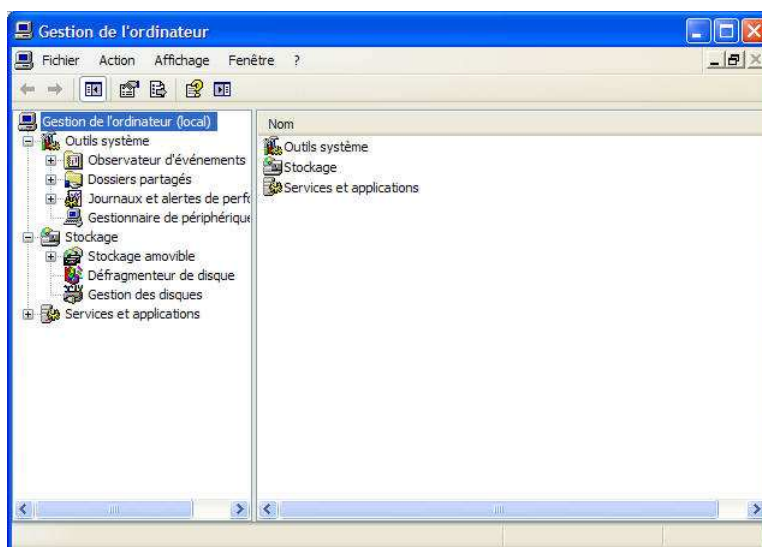 Gestion de l'ordinateur
Fichier Action Affichage Fenêtre ?
Gestion de l'ordinateur (local)
Outils système
Observateur d'événements
Dossiers partagés
Journaux et alertes de perfo
Gestionnaire de périphérique
Stockage
Stockage amovible
Défragmenteur de disque
Gestion des disques
Services et applications
Nom
Outils système
Stockage
Services et applications